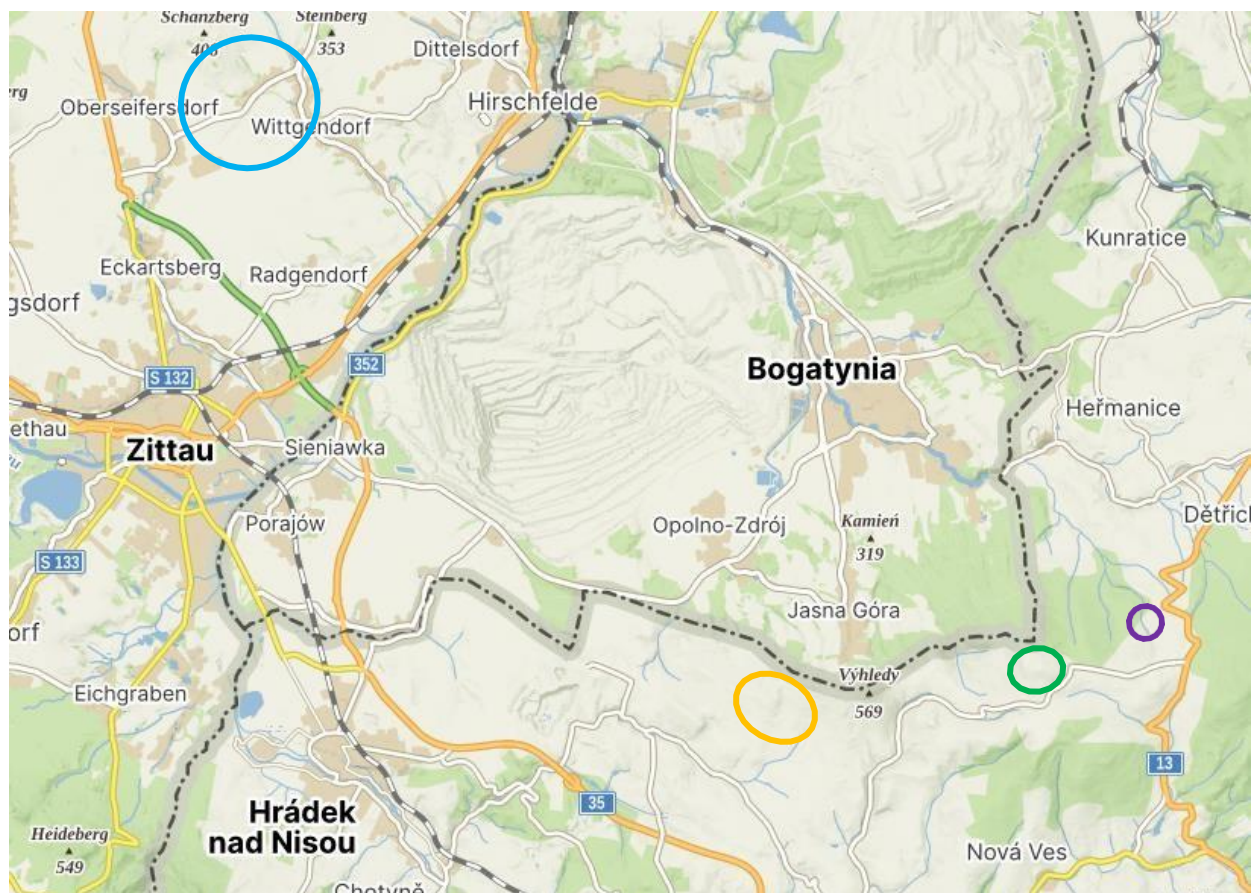 Schanzberg
Steinberg
353
Dittelsdorf
Oberseifersdorf
Hirschfelde
Wittgendorf
Kunratice
Eckartsberg
Radgendorf
gsdorf
352
S 132
Bogatynia
Heřmanice
ethau
Zittau
Sieniawka
Dětřich
Porajów
Opolno-Zdrój
Kamień
319
S 133
Jasna Góra
orf
Výhledy
569
Eichgraben
13
35
Hrádek
nad Nisou
Heideberg
549
Nová Ves
Chotyně